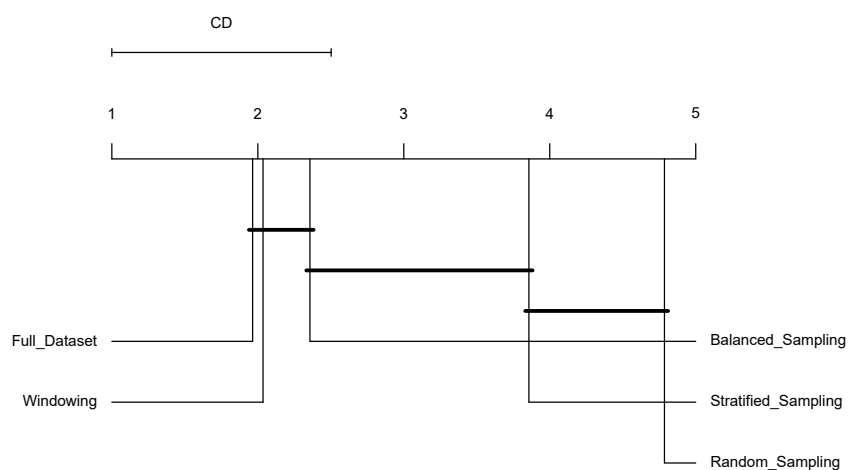 CD
1 2 3 4 5
Full_Dataset Balanced_Sampling
Windowing Stratified_Sampling
Random_Sampling